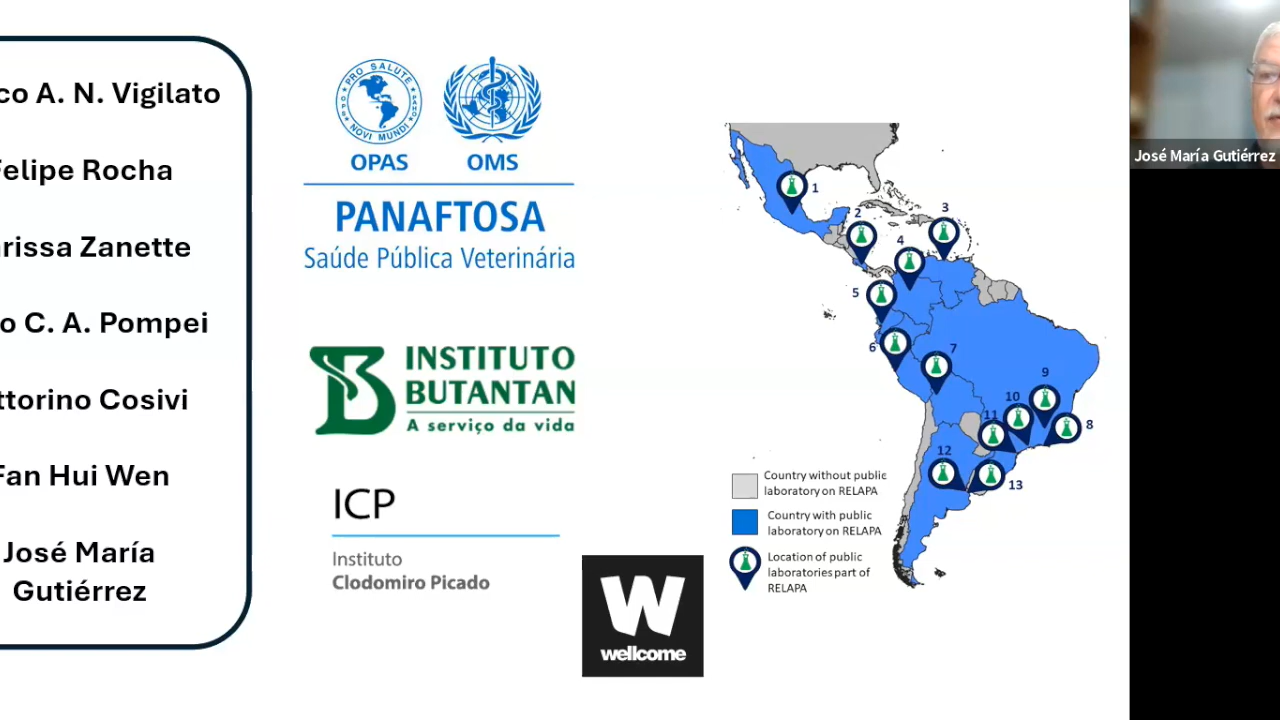 co A. N. Vigilato
Felipe Rocha
rissa Zanette
o C. A. Pompei
ttorino Cosivi
Fan Hui Wen
José María
Gutiérrez
PRO SALUTE
NOVI MUNDI
OPAS
OMS
PANAFTOSA
Saúde Pública Veterinária
INSTITUTO
BUTANTAN
A serviço da vida
ICP
Instituto
Clodomiro Picado
W
wellcome
1
2
3
4
5
6
7
8
9
10
11
12
13
Country without public
laboratory on RELAPA
Country with public
laboratory on RELAPA
Location of public
laboratories part of
RELAPA
José María Gutiérrez